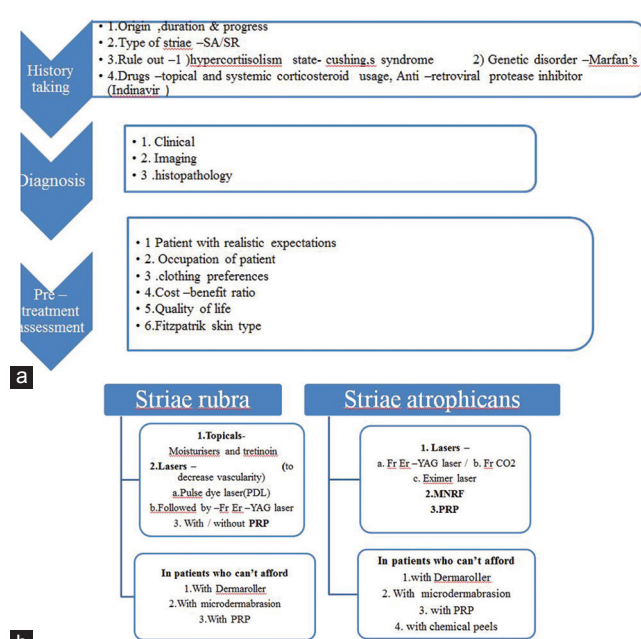 History
taking
• 1.Origin ,duration & progress
• 2.Type of striae –SA/SR
• 3.Rule out –1 )hypercortiisolism state- cushing,s syndrome 2) Genetic disorder –Marfan's
• 4.Drugs –topical and systemic corticosteroid usage, Anti –retroviral protease inhibitor
(Indinavir )
Diagnosis
• 1. Clinical
• 2. Imaging
• 3 .histopathology
Pre –
treatment
assessment
• 1 Patient with realistic expectations
• 2. Occupation of patient
• 3 .clothing preferences
• 4.Cost –benefit ratio
• 5.Quality of life
• 6.Fitzpatrik skin type
a
Striae rubra
1.Topicals-
Moisturisers and tretinoin
2.Lasers – (to
decrease vascularity)
a.Pulse dye laser(PDL)
b.Followed by –Fr Er –YAG laser
3. With / without PRP
In patients who can't afford
1.With Dermaroller
2.With microdermabrasion
3.With PRP
Striae atrophicans
1. Lasers –
a. Fr Er –YAG laser / b. Fr CO2
c. Eximer laser
2.MNRF
3.PRP
In patients who can't afford
1.with Dermaroller
2. With microdermabrasion
3. with PRP
4. with chemical peels
b